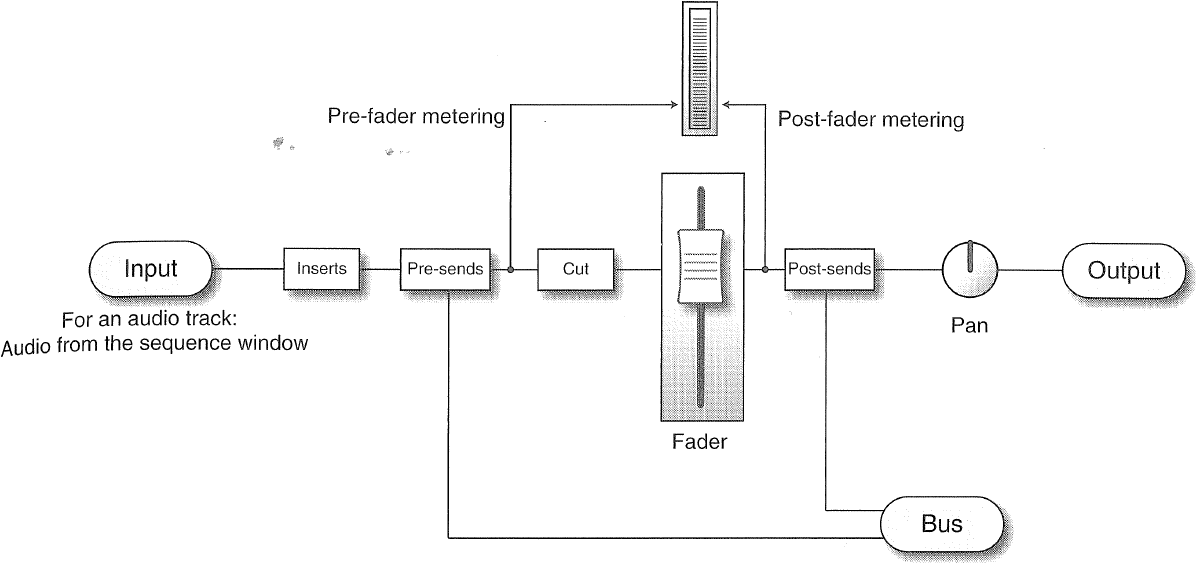 Pre-fader metering
Post-fader metering
Input
Inserts
Pre-sends
Cut
Post-sends
Output
For an audio track:
Audio from the sequence window
Pan
Fader
Bus